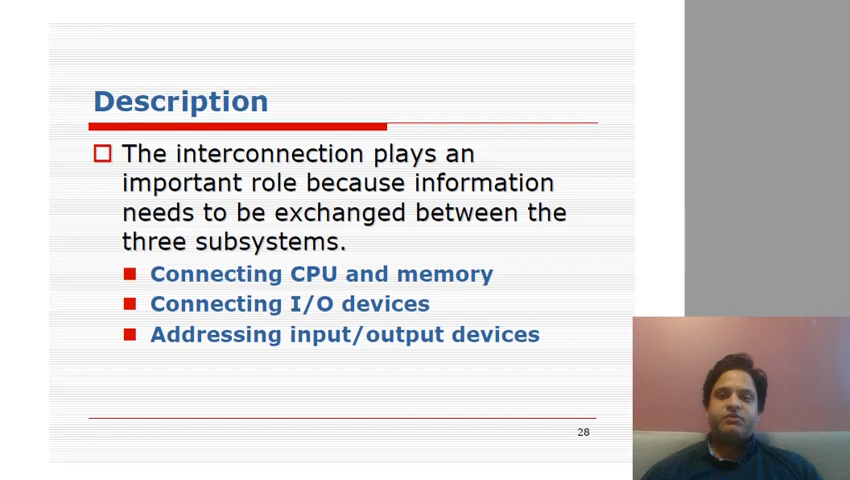 Description
The interconnection plays an
important role because information
needs to be exchanged between the
three subsystems.
Connecting CPU and memory
Connecting I/O devices
Addressing input/output devices
28